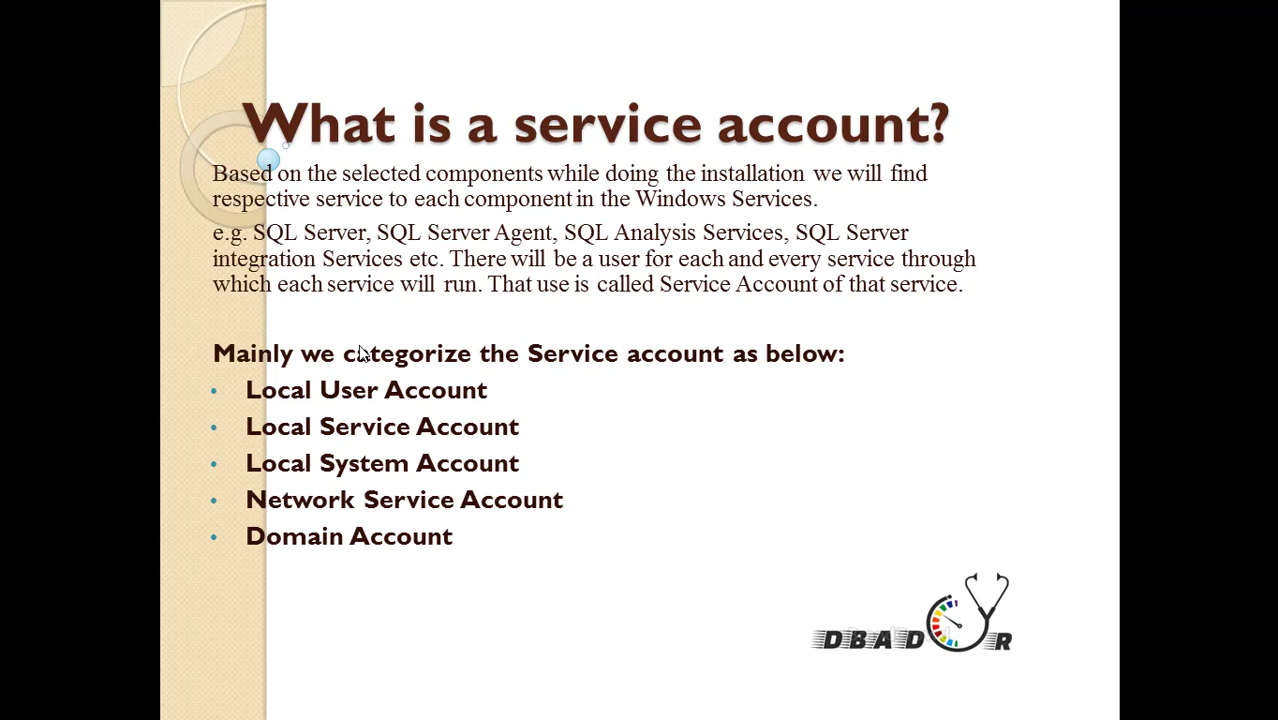 What is a service account?
Based on the selected components while doing the installation we will find
respective service to each component in the Windows Services.
e.g. SQL Server, SQL Server Agent, SQL Analysis Services, SQL Server
integration Services etc. There will be a user for each and every service through
which each service will run. That use is called Service Account of that service.
Mainly we categorize the Service account as below:
• Local User Account
• Local Service Account
• Local System Account
• Network Service Account
• Domain Account
DBAD R